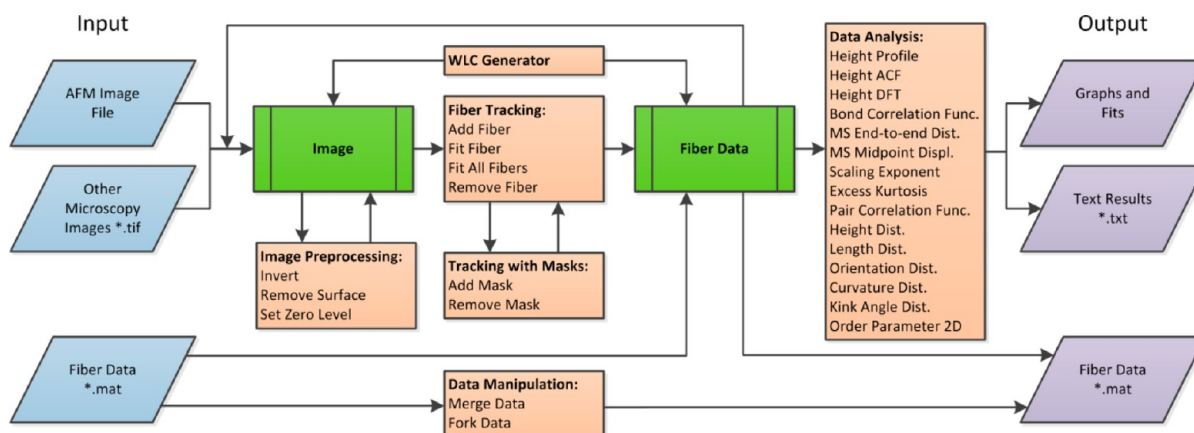 Input
Output
AFM Image
File
Other
Microscopy
Images *.tif
Fiber Data
*.mat
WLC Generator
Image
Fiber Tracking:
Add Fiber
Fit Fiber
Fit All Fibers
Remove Fiber
Fiber Data
Image Preprocessing:
Invert
Remove Surface
Set Zero Level
Tracking with Masks:
Add Mask
Remove Mask
Data Manipulation:
Merge Data
Fork Data
Data Analysis:
Height Profile
Height ACF
Height DFT
Bond Correlation Func.
MS End-to-end Dist.
MS Midpoint Displ.
Scaling Exponent
Excess Kurtosis
Pair Correlation Func.
Height Dist.
Length Dist.
Orientation Dist.
Curvature Dist.
Kink Angle Dist.
Order Parameter 2D
Graphs and
Fits
Text Results
*.txt
Fiber Data
*.mat